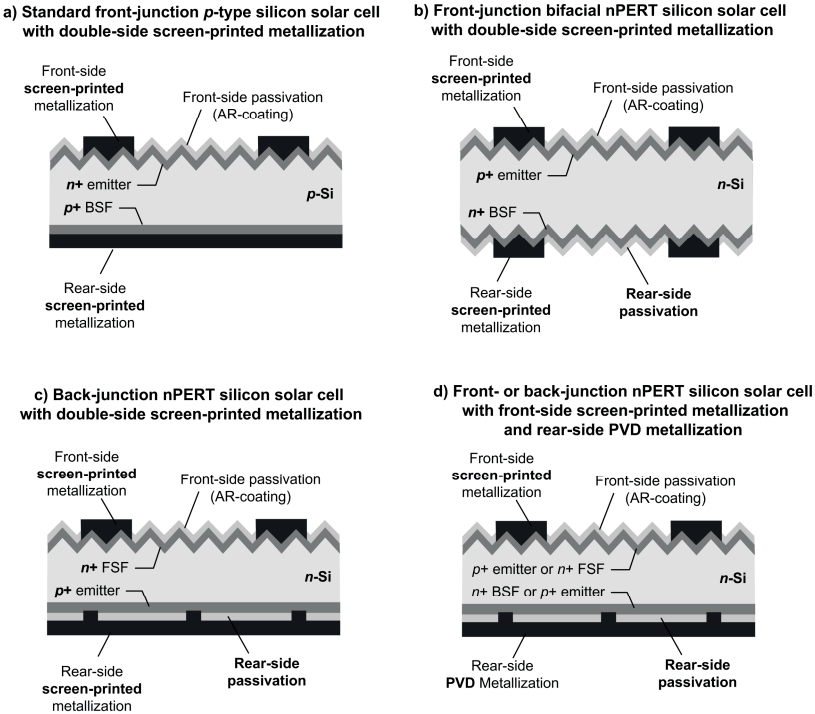 a) Standard front-junction p-type silicon solar cell
with double-side screen-printed metallization
Front-side
screen-printed
metallization
Front-side passivation
(AR-coating)
n+ emitter
p-Si
p+ BSF
Rear-side
screen-printed
metallization
b) Front-junction bifacial nPERT silicon solar cell
with double-side screen-printed metallization
Front-side
screen-printed
metallization
Front-side passivation
(AR-coating)
p+ emitter
n-Si
n+ BSF
Rear-side
screen-printed
metallization
Rear-side
passivation
c) Back-junction nPERT silicon solar cell
with double-side screen-printed metallization
Front-side
screen-printed
metallization
Front-side passivation
(AR-coating)
n+ FSF
n-Si
p+ emitter
Rear-side
screen-printed
metallization
Rear-side
passivation
d) Front- or back-junction nPERT silicon solar cell
with front-side screen-printed metallization
and rear-side PVD metallization
Front-side
screen-printed
metallization
Front-side passivation
(AR-coating)
p+ emitter or n+ FSF
n-Si
n+ BSF or p+ emitter
Rear-side
PVD Metallization
Rear-side
passivation